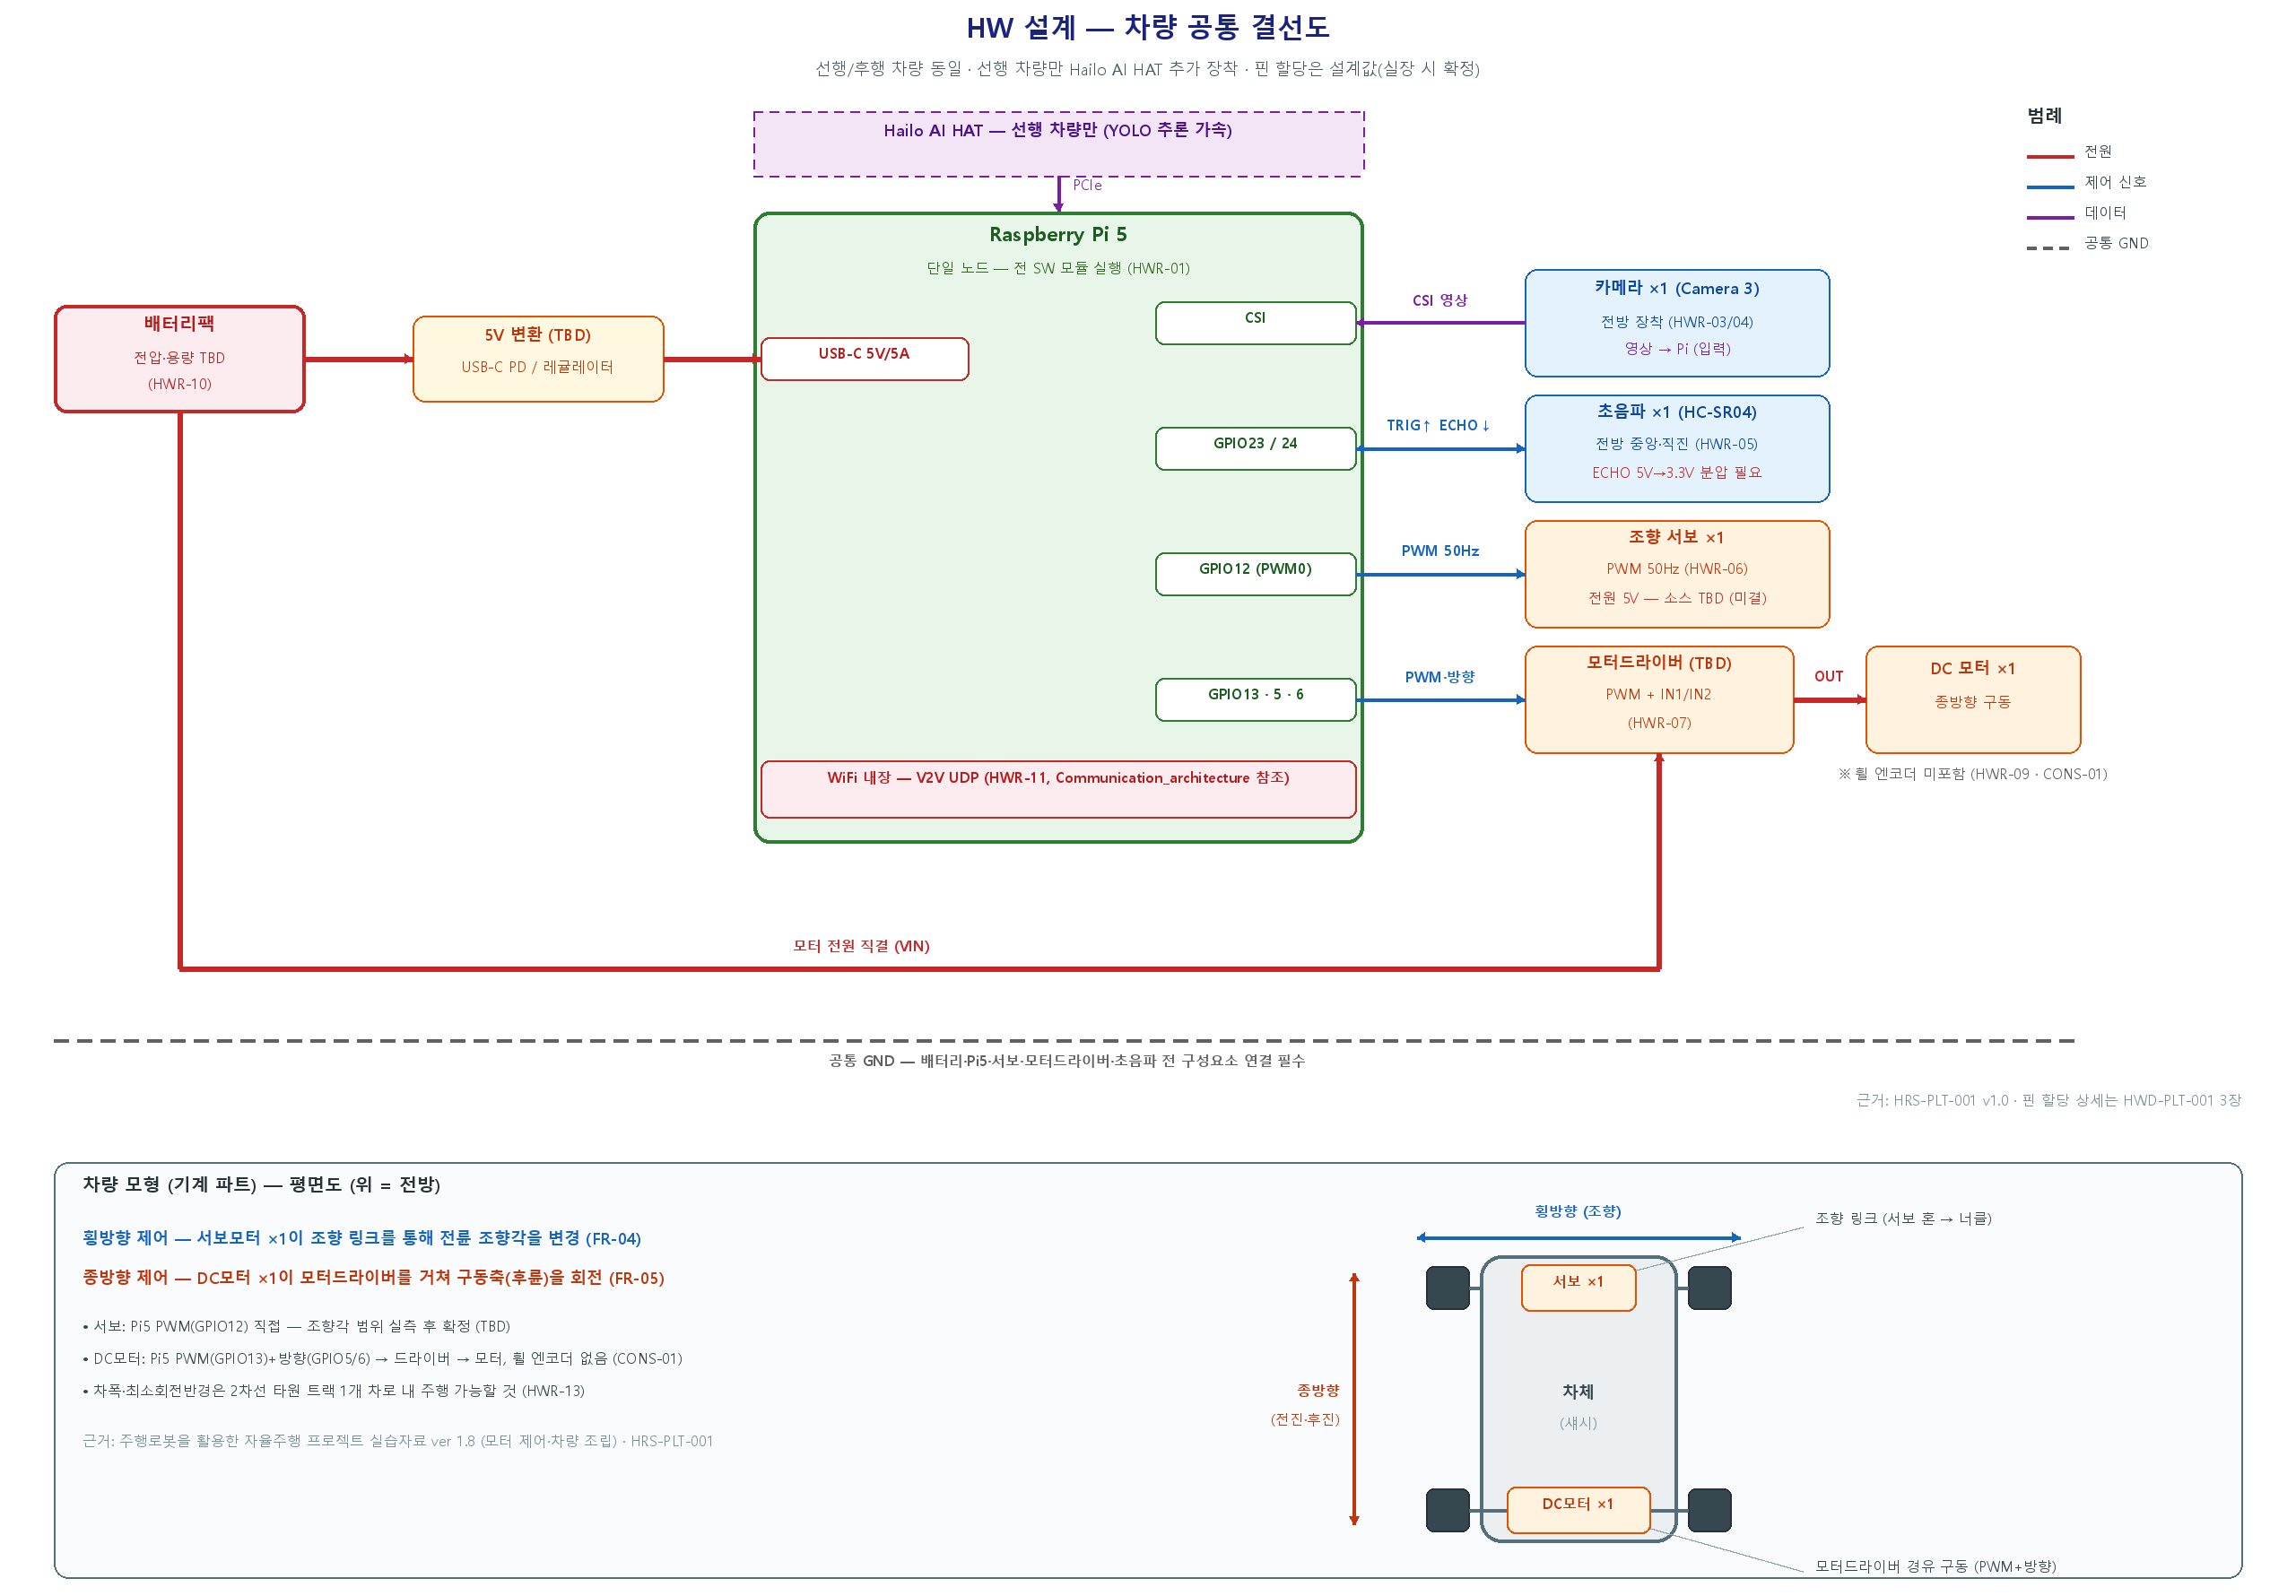 HW 설계 — 차량 공통 결선도
선행/후행 차량 동일 · 선행 차량만 Hailo AI HAT 추가 장착 · 핀 할당은 설계값(실장 시 확정)
범례
전원
제어 신호
데이터
공통 GND
Hailo AI HAT — 선행 차량만 (YOLO 추론 가속)
PCIe
Raspberry Pi 5
단일 노드 — 전 SW 모듈 실행 (HWR-01)
배터리팩
전압·용량 TBD
(HWR-10)
5V 변환 (TBD)
USB-C PD / 레귤레이터
USB-C 5V/5A
CSI
CSI 영상
카메라 ×1 (Camera 3)
전방 장착 (HWR-03/04)
영상 → Pi (입력)
GPIO23 / 24
TRIG↑ ECHO↓
초음파 ×1 (HC-SR04)
전방 중앙·직진 (HWR-05)
ECHO 5V→3.3V 분압 필요
GPIO12 (PWM0)
PWM 50Hz
조향 서보 ×1
PWM 50Hz (HWR-06)
전원 5V — 소스 TBD (미결)
GPIO13 · 5 · 6
PWM·방향
모터드라이버 (TBD)
PWM + IN1/IN2
(HWR-07)
OUT
DC 모터 ×1
종방향 구동
※ 휠 엔코더 미포함 (HWR-09 · CONS-01)
WiFi 내장 — V2V UDP (HWR-11, Communication_architecture 참조)
모터 전원 직결 (VIN)
공통 GND — 배터리·Pi5·서보·모터드라이버·초음파 전 구성요소 연결 필수
근거: HRS-PLT-001 v1.0 · 핀 할당 상세는 HWD-PLT-001 3장
차량 모형 (기계 파트) — 평면도 (위 = 전방)
횡방향 제어 — 서보모터 ×1이 조향 링크를 통해 전륜 조향각을 변경 (FR-04)
종방향 제어 — DC모터 ×1이 모터드라이버를 거쳐 구동축(후륜)을 회전 (FR-05)
• 서보: Pi5 PWM(GPIO12) 직접 — 조향각 범위 실측 후 확정 (TBD)
• DC모터: Pi5 PWM(GPIO13)+방향(GPIO5/6) → 드라이버 → 모터, 휠 엔코더 없음 (CONS-01)
• 차폭·최소회전반경은 2차선 타원 트랙 1개 차로 내 주행 가능할 것 (HWR-13)
근거: 주행로봇을 활용한 자율주행 프로젝트 실습자료 ver 1.8 (모터 제어·차량 조립) · HRS-PLT-001
횡방향 (조향)
조향 링크 (서보 혼 → 너클)
서보 ×1
종방향
(전진·후진)
차체
(섀시)
DC모터 ×1
모터드라이버 경유 구동 (PWM+방향)